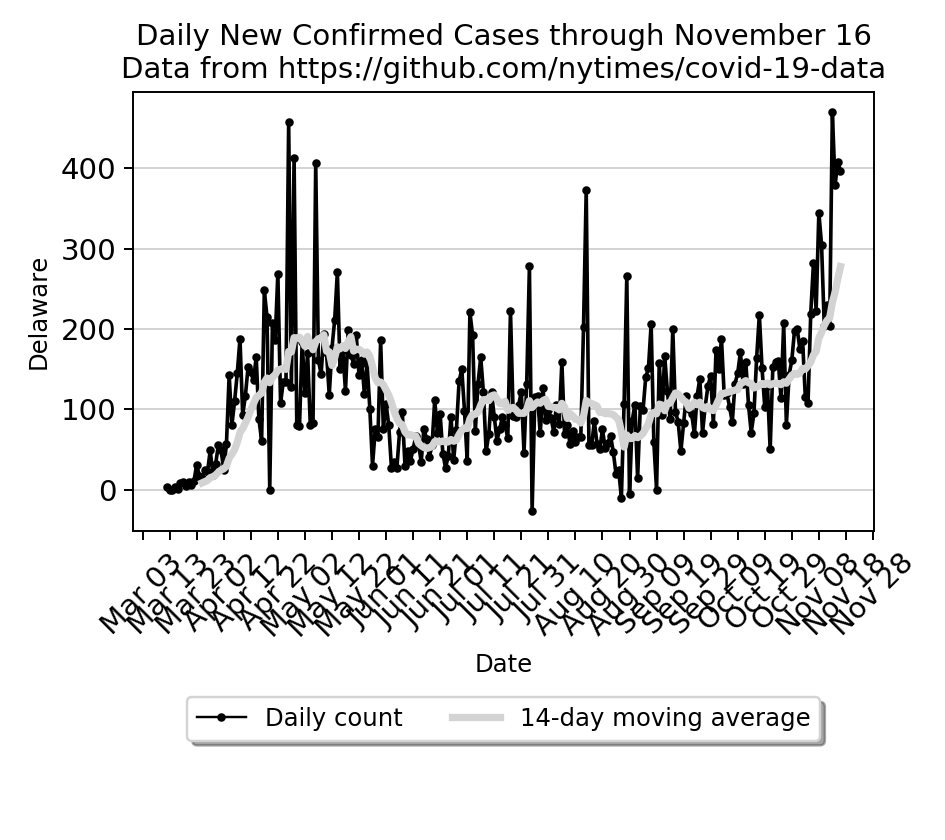 Daily New Confirmed Cases through November 16
Data from https://github.com/nytimes/covid-19-data
Delaware
400
300
200
100
0
Mar 03
Mar 13
Mar 23
Apr 02
Apr 12
Apr 22
May 02
May 12
May 22
Jun 01
Jun 11
Jun 21
Jul 01
Jul 11
Jul 21
Jul 31
Aug 10
Aug 20
Aug 30
Sep 09
Sep 19
Sep 29
Oct 09
Oct 19
Oct 29
Nov 08
Nov 18
Nov 28
Date
Daily count
14-day moving average